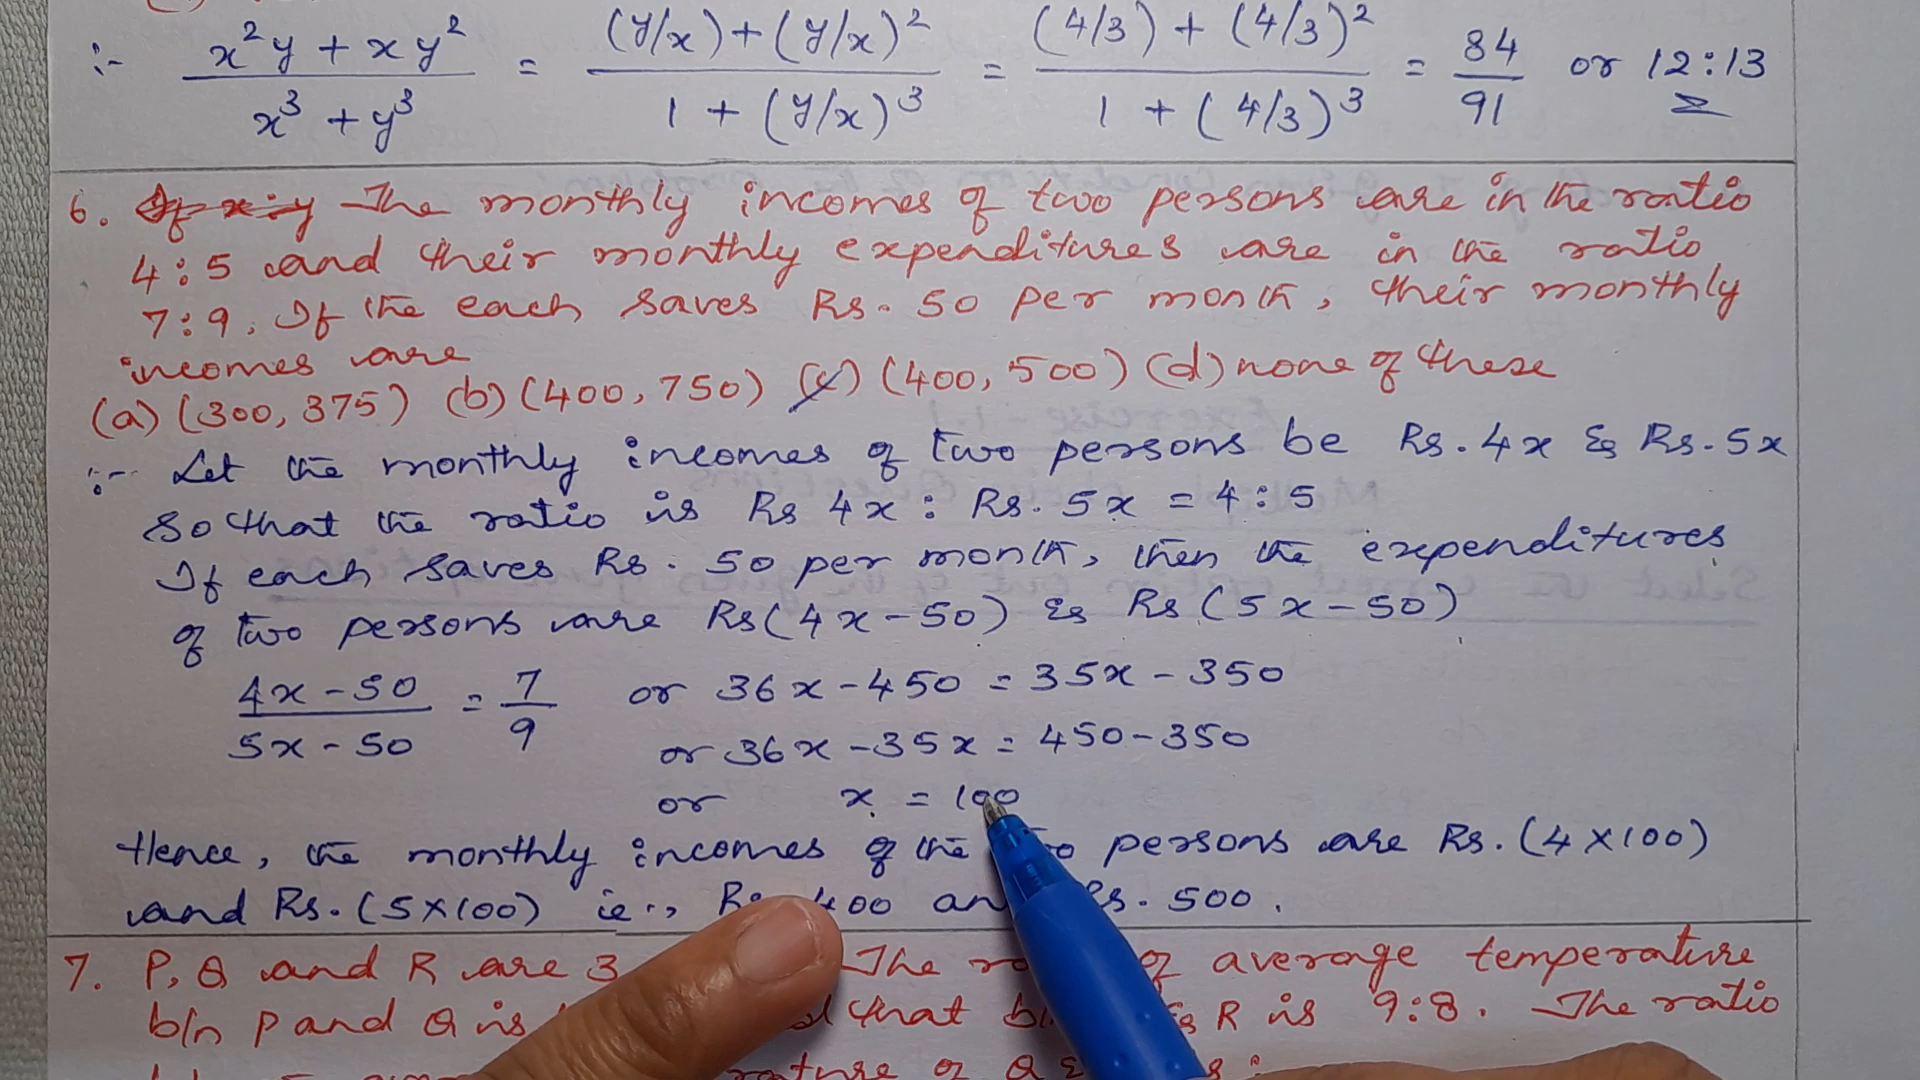 :- x²y + xy² / x³ + y³ = (y/x) + (y/x)² / 1 + (y/x)³ = (4/3) + (4/3)² / 1 + (4/3)³ = 84/91 or 12:13
6. If x:y The monthly incomes of two persons are in the ratio
4:5 and their monthly expenditures are in the ratio
7:9. If the each saves Rs. 50 per month, their monthly
incomes are
(a) (300, 375) (b) (400, 750) (c) (400, 500) (d) none of these
:- Let the monthly incomes of two persons be Rs. 4x & Rs. 5x
So that the ratio is Rs 4x : Rs. 5x = 4:5
If each saves Rs. 50 per month, then the expenditures
of two persons are Rs (4x - 50) & Rs (5x - 50)
4x - 50 / 5x - 50 = 7/9 or 36x - 450 = 35x - 350
or 36x - 35x = 450 - 350
or x = 100
Hence, the monthly incomes of the persons are Rs. (4 x 100)
and Rs. (5 x 100) ie., 400 Rs. 500.
7. P, Q and R are 3 The of average temperature
b/n P and Q is that R is 9:8. The ratio
of Q